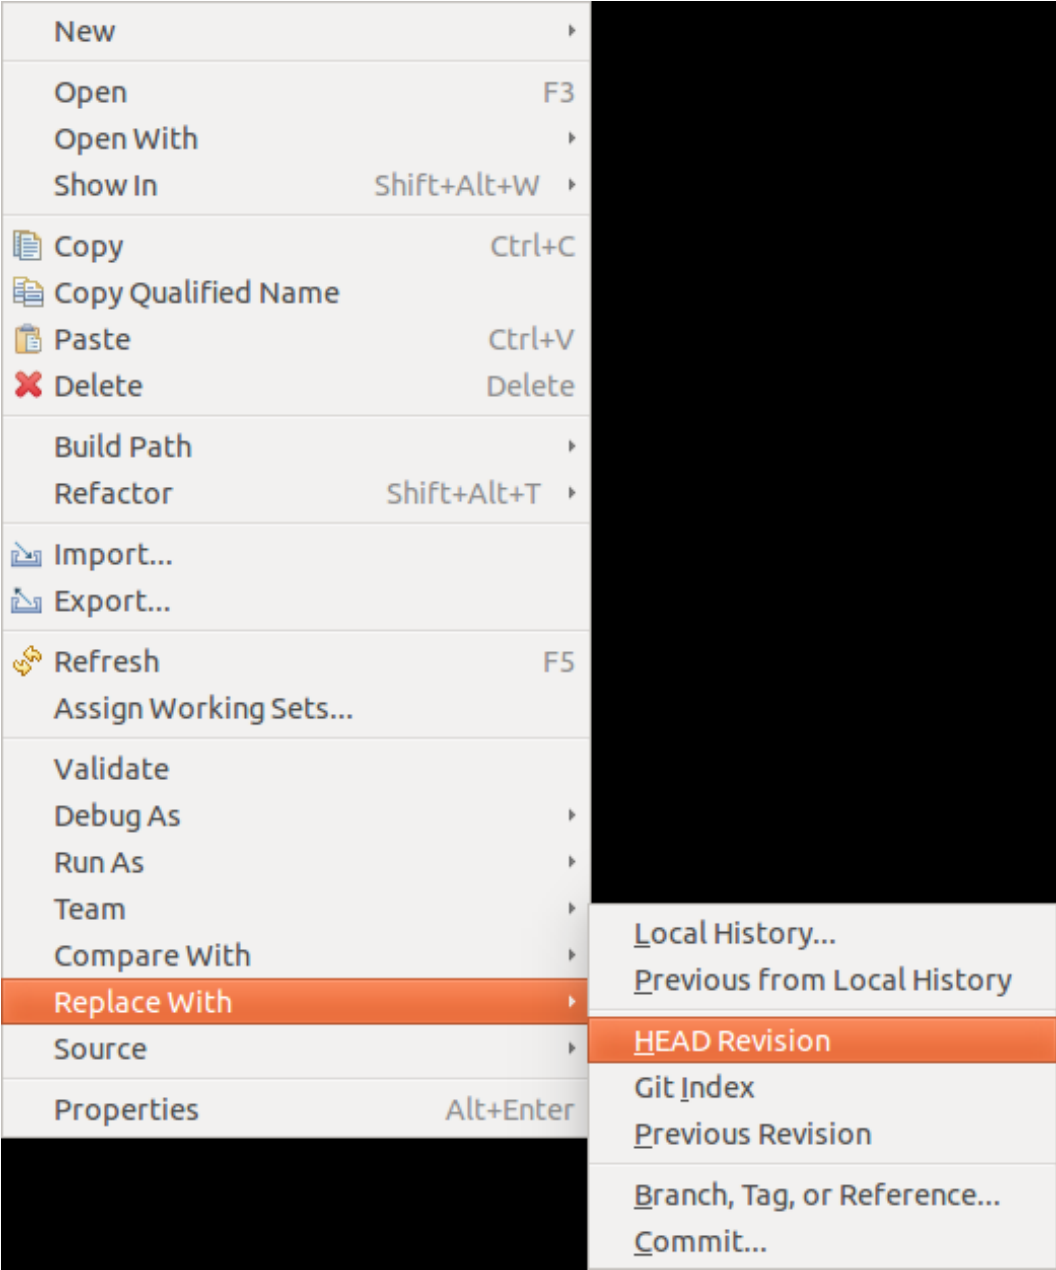 New
Open F3
Open With
Show In Shift+Alt+W
Copy Ctrl+C
Copy Qualified Name
Paste Ctrl+V
Delete Delete
Build Path
Refactor Shift+Alt+T
Import...
Export...
Refresh F5
Assign Working Sets...
Validate
Debug As
Run As
Team
Compare With
Replace With
Source
Properties Alt+Enter
Local History...
Previous from Local History
HEAD Revision
Git Index
Previous Revision
Branch, Tag, or Reference...
Commit...